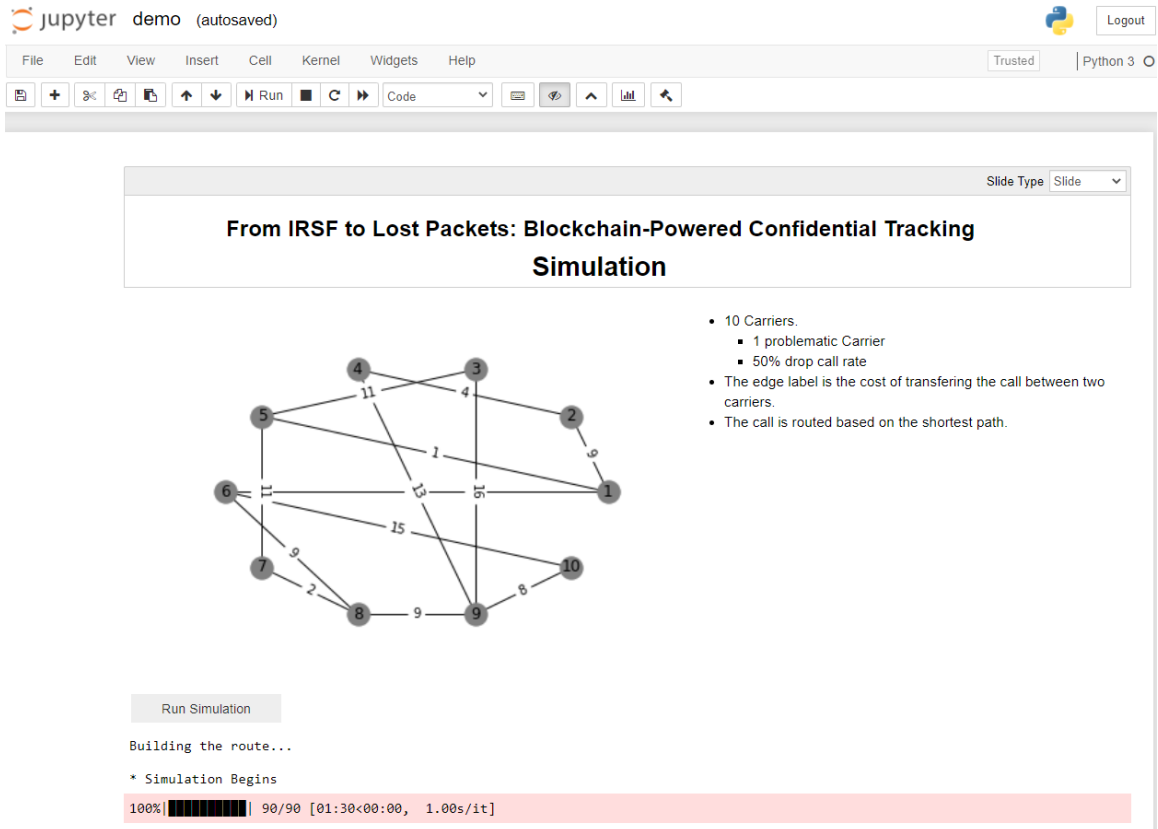 jupyter demo (autosaved)
Logout
File Edit View Insert Cell Kernel Widgets Help
Trusted Python 3
Run Code
Slide Type Slide
From IRSF to Lost Packets: Blockchain-Powered Confidential Tracking
Simulation
10 Carriers.
1 problematic Carrier
50% drop call rate
The edge label is the cost of transfering the call between two
carriers.
The call is routed based on the shortest path.
4 3
11 4
5 2
1 9
6 11 13 16 1
15
9
7 10
2 8
8 9 9
Run Simulation
Building the route...
* Simulation Begins
100%|██████████| 90/90 [01:30<00:00, 1.00s/it]